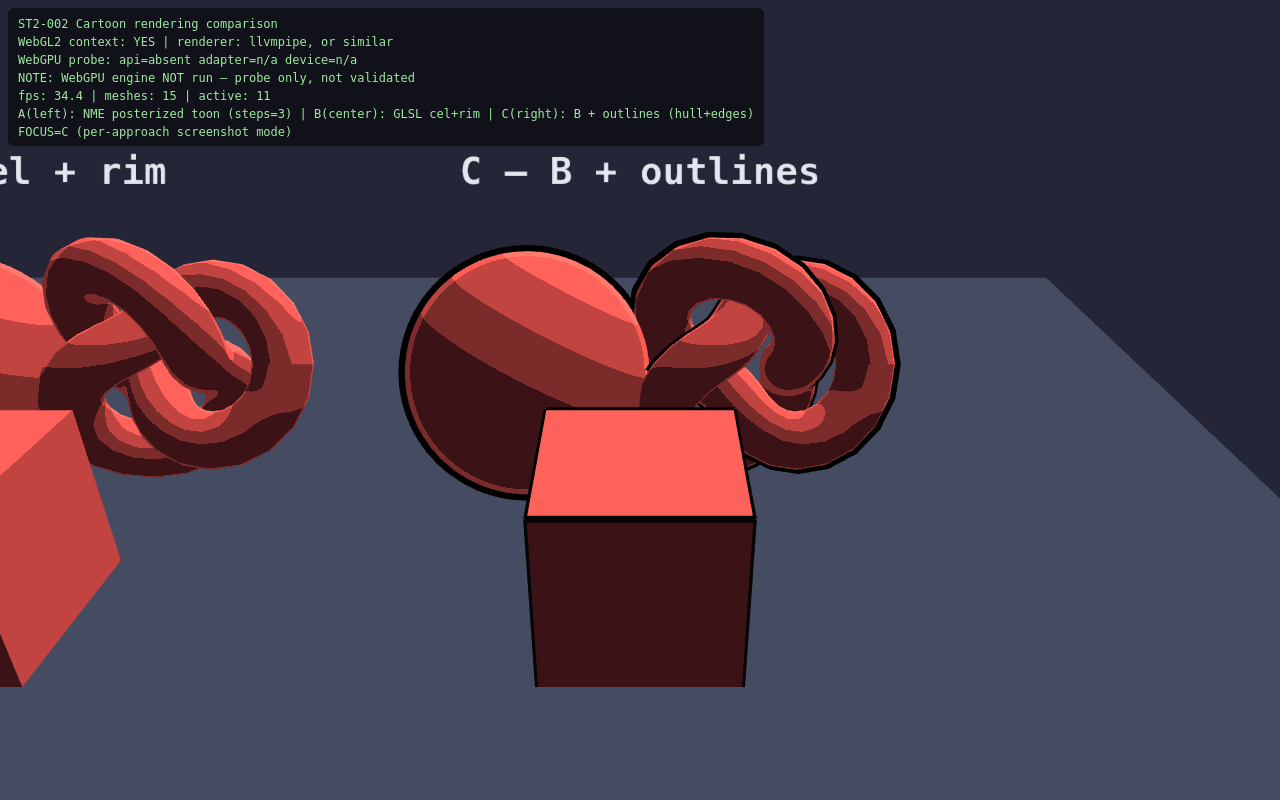 ST2-002 Cartoon rendering comparison
WebGL2 context: YES | renderer: llvmpipe, or similar
WebGPU probe: api=absent adapter=n/a device=n/a
NOTE: WebGPU engine NOT run — probe only, not validated
fps: 34.4 | meshes: 15 | active: 11
A(left): NME posterized toon (steps=3) | B(center): GLSL cel+rim | C(right): B + outlines (hull+edges)
FOCUS=C (per-approach screenshot mode)
el + rim
C — B + outlines